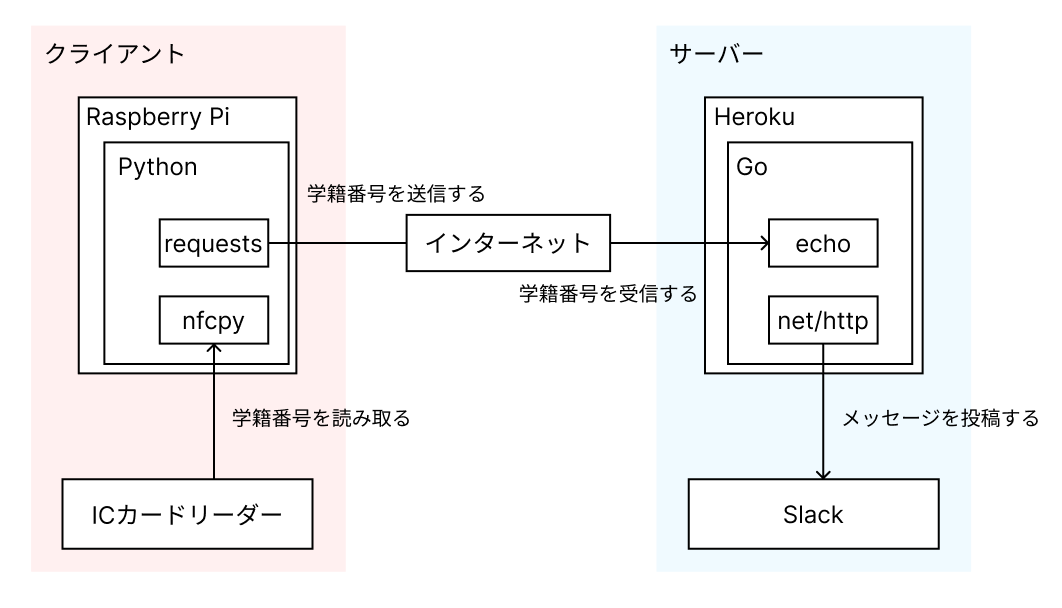 クライアント
サーバー
Raspberry Pi
Heroku
Python
Go
学籍番号を送信する
requests
インターネット
echo
学籍番号を受信する
nfcpy
net/http
学籍番号を読み取る
メッセージを投稿する
ICカードリーダー
Slack